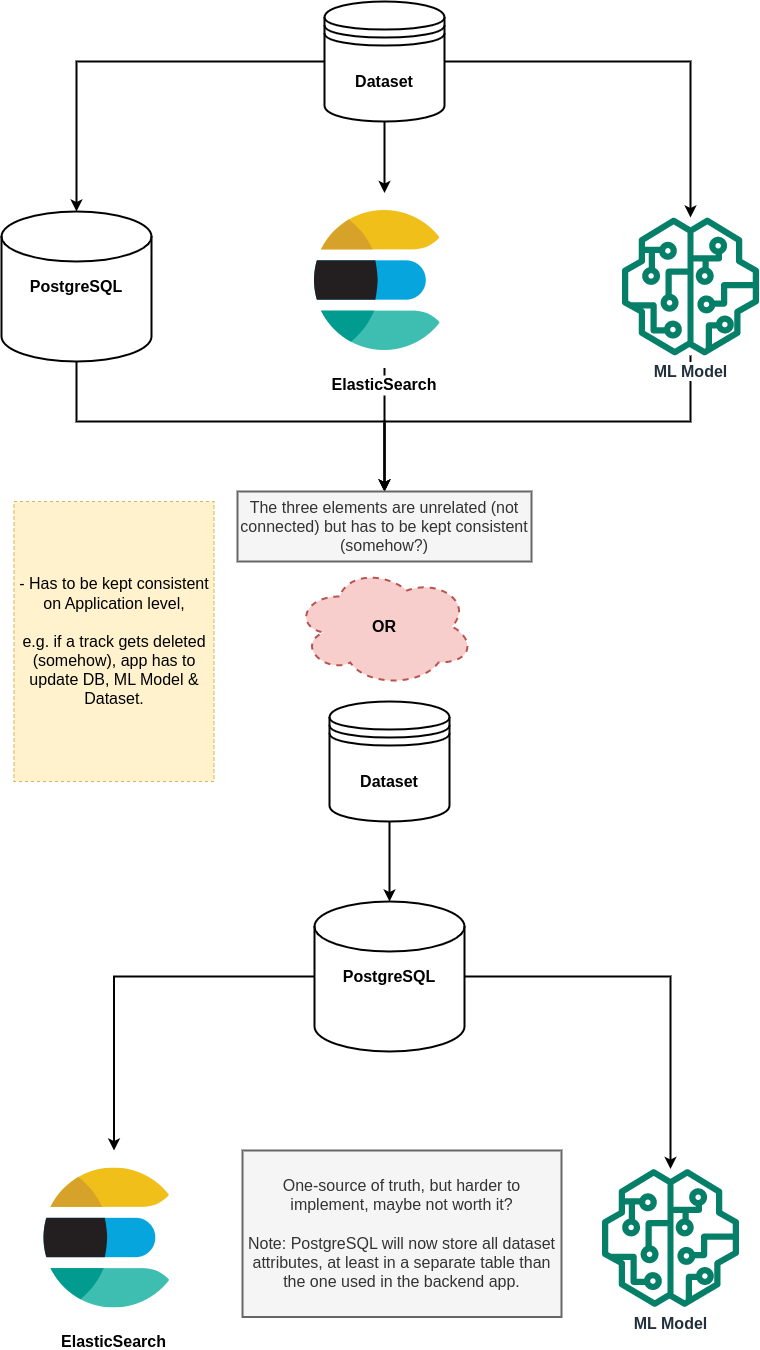 Dataset
PostgreSQL
ElasticSearch
ML Model
The three elements are unrelated (not
connected) but has to be kept consistent
(somehow?)
- Has to be kept consistent
on Application level,
e.g. if a track gets deleted
(somehow), app has to
update DB, ML Model &
Dataset.
OR
Dataset
PostgreSQL
One-source of truth, but harder to
implement, maybe not worth it?
Note: PostgreSQL will now store all dataset
attributes, at least in a separate table than
the one used in the backend app.
ElasticSearch
ML Model